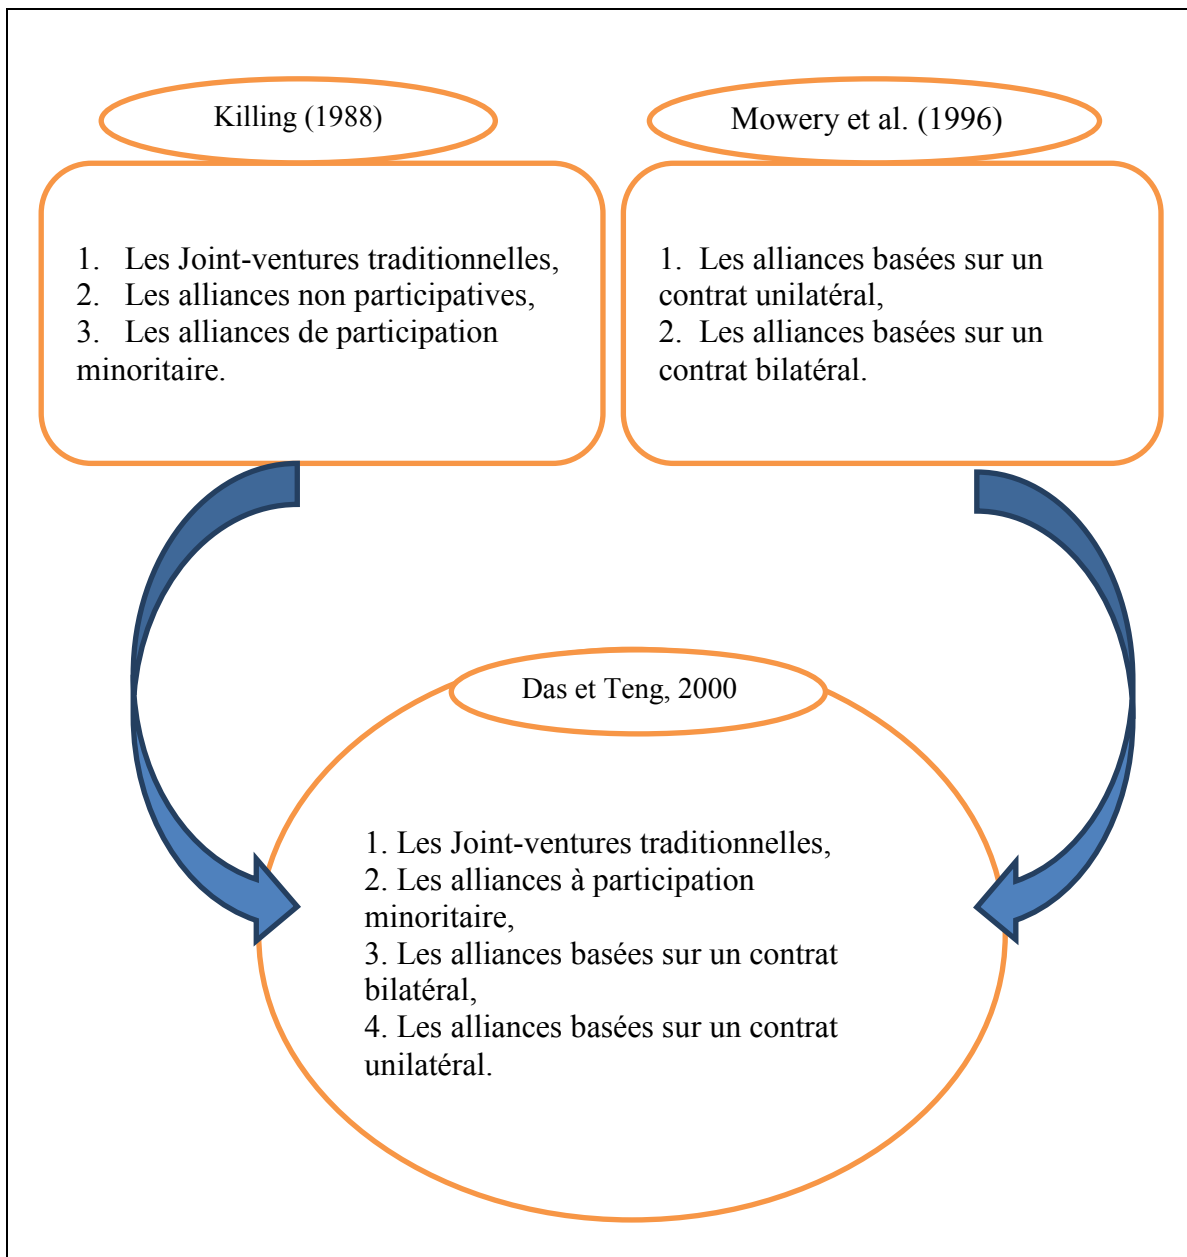 Killing (1988)
1. Les Joint-ventures traditionnelles,
2. Les alliances non participatives,
3. Les alliances de participation
minoritaire.
Mowery et al. (1996)
1. Les alliances basées sur un
contrat unilatéral,
2. Les alliances basées sur un
contrat bilatéral.
Das et Teng, 2000
1. Les Joint-ventures traditionnelles,
2. Les alliances à participation
minoritaire,
3. Les alliances basées sur un contrat
bilatéral,
4. Les alliances basées sur un contrat
unilatéral.